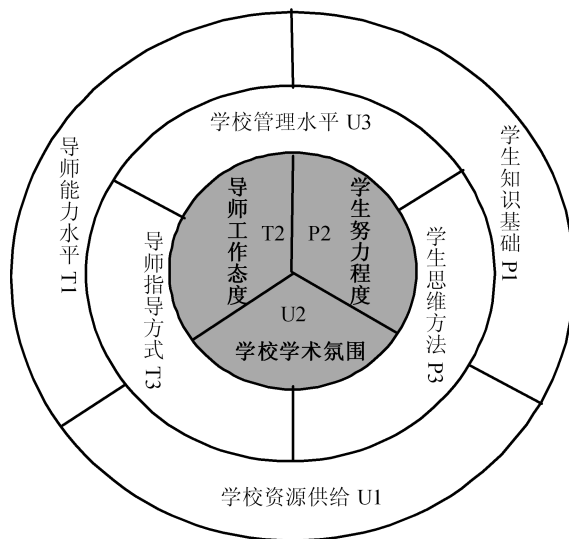 学校管理水平 U3
导师能力水平 T1
学生知识基础 P1
导师工作态度
T2
P2
学生努力程度
导师指导方式 T3
学生思维方法 P3
U2
学校学术氛围
学校资源供给 U1